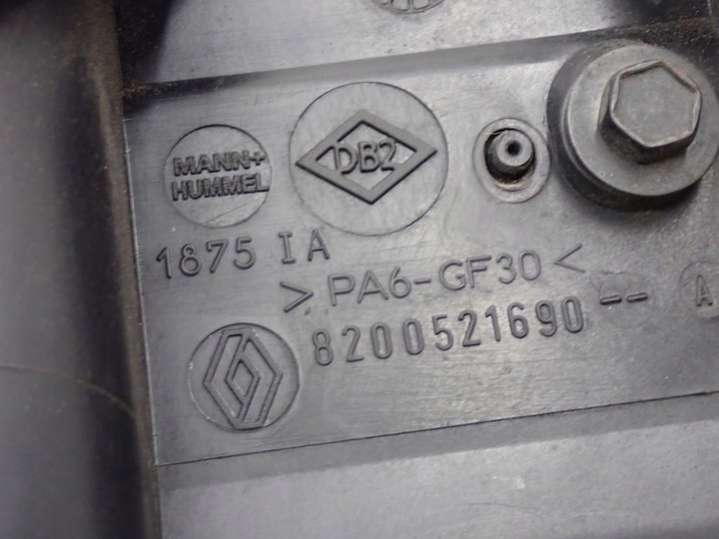 MANN+
HUMMEL
DB2
1875 IA
>PA6-GF30<
8200521690--
A